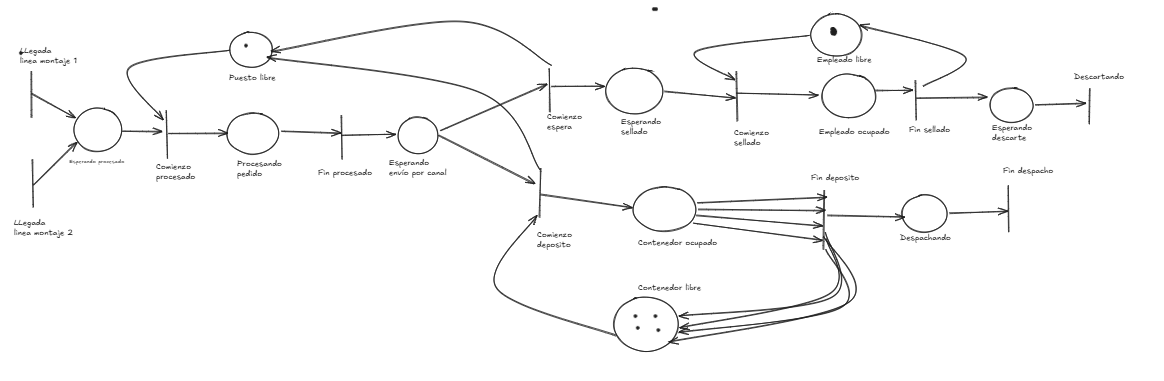 LLegada
linea montaje 1
Puesto libre
Empleado libre
Descartando
Esperando procesado
Comienzo
procesado
Procesando
pedido
Fin procesado
Esperando
envio por canal
Comienzo
espera
Esperando
sellado
Comienzo
sellado
Empleado ocupado
Fin sellado
Esperando
descarte
LLegada
linea montaje 2
Comienzo
deposito
Contenedor ocupado
Fin deposito
Despachando
Fin despacho
Contenedor libre